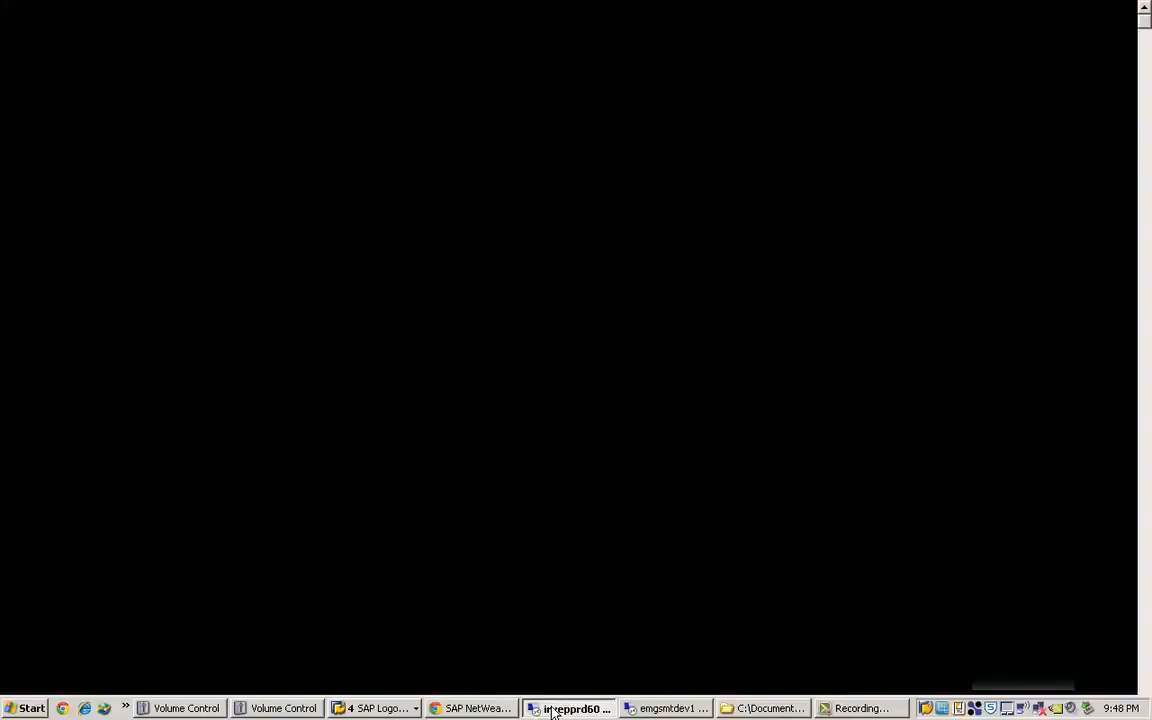 Start
»
Volume Control
Volume Control
4 SAP Logo...
SAP NetWea...
emgsmtdev1 ...
C:\Document...
Recording...
9:48 PM